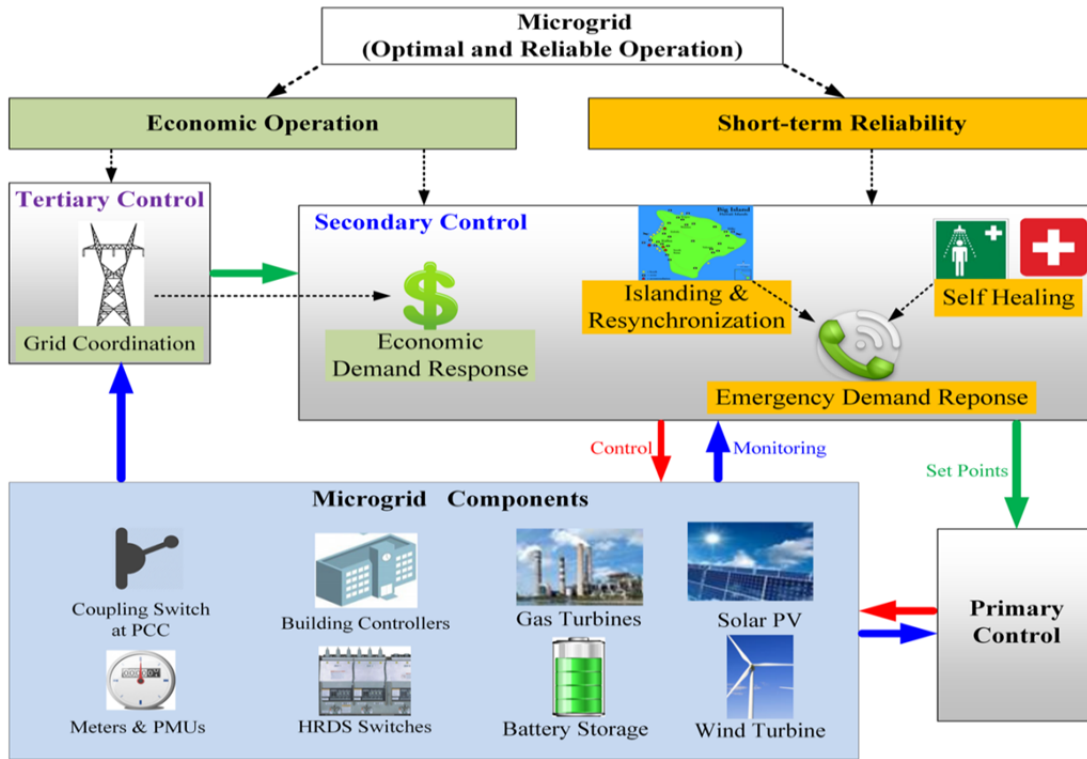 Microgrid
(Optimal and Reliable Operation)
Economic Operation
Short-term Reliability
Tertiary Control
Grid Coordination
Secondary Control
Economic
Demand Response
Big Island
Islanding &
Resynchronization
Self Healing
Emergency Demand Reponse
Control
Monitoring
Set Points
Microgrid Components
Coupling Switch
at PCC
Building Controllers
Gas Turbines
Solar PV
Meters & PMUs
HRDS Switches
Battery Storage
Wind Turbine
Primary
Control